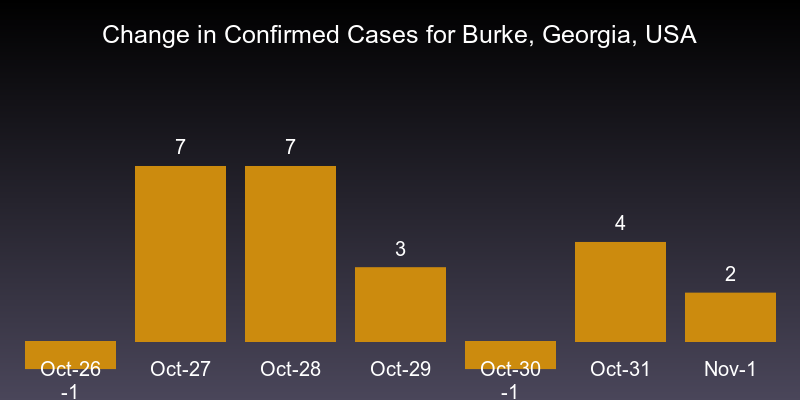 Change in Confirmed Cases for Burke, Georgia, USA
7
7
3
4
2
Oct-26
Oct-27
Oct-28
Oct-29
Oct-30
Oct-31
Nov-1
-1
-1